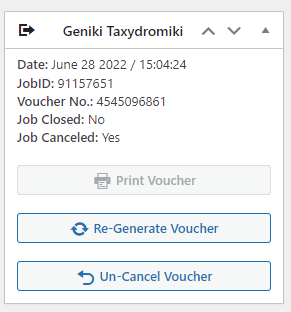 Geniki Taxydromiki
Date: June 28 2022 / 15:04:24
JobID: 91157651
Voucher No.: 4545096861
Job Closed: No
Job Canceled: Yes
Print Voucher
Re-Generate Voucher
Un-Cancel Voucher